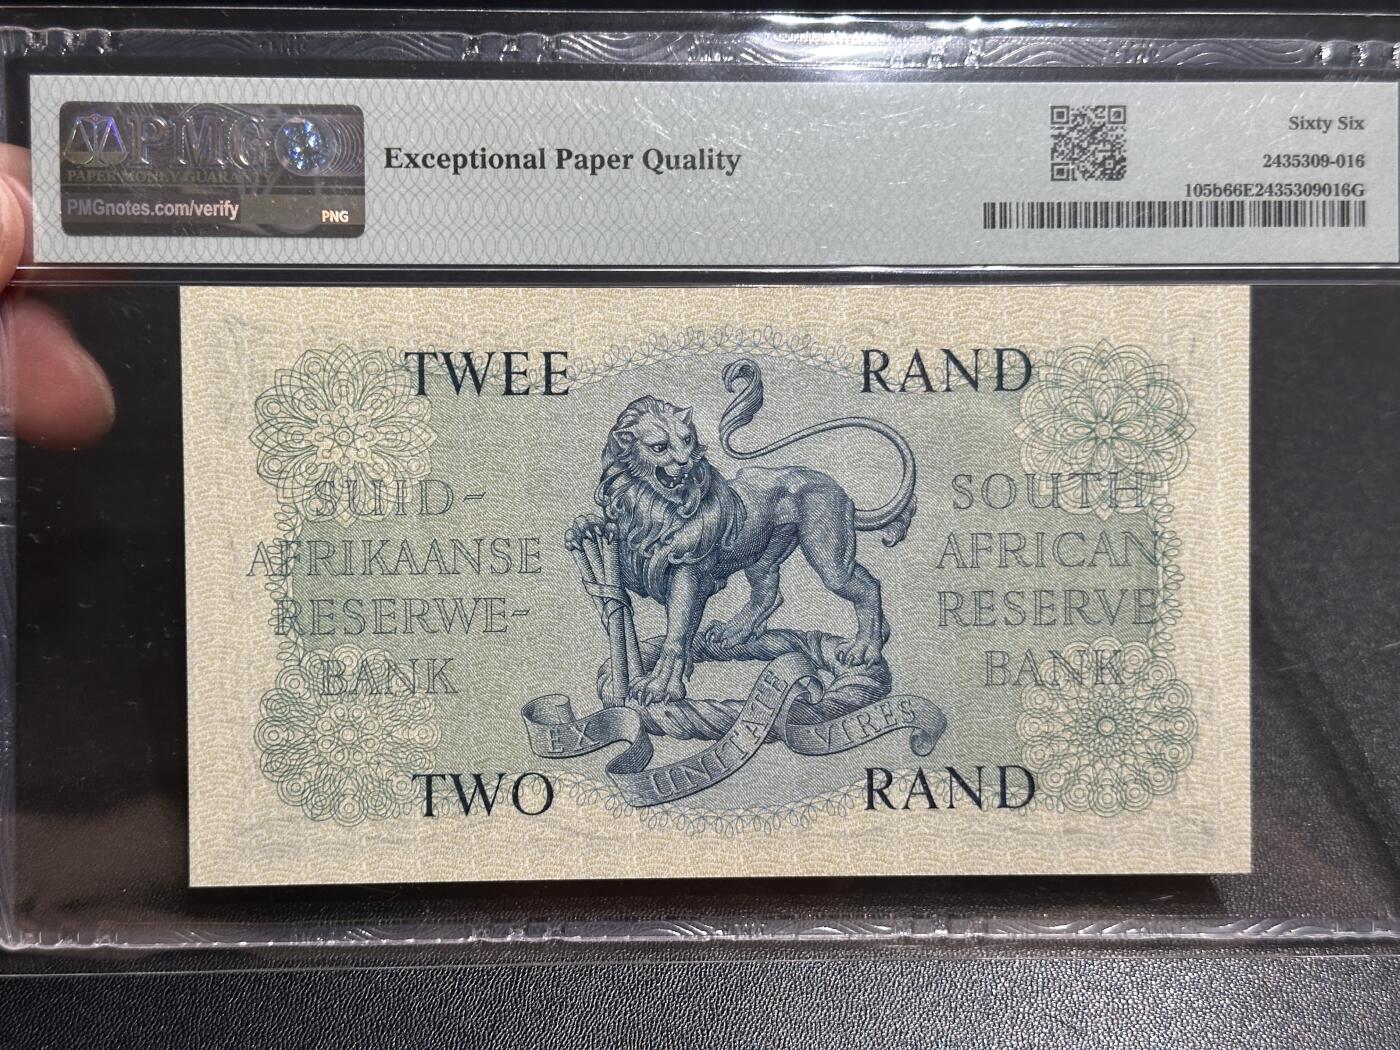 PMG
PAPER MONEY GUARANTY
PMGnotes.com/verify
PNG
Exceptional Paper Quality
Sixty Six
2435309-016
105b66E2435309016G
TWEE RAND
SUID-
AFRIKAANSE
RESERWE-
BANK
SOUTH
AFRICAN
RESERVE
BANK
EX UNITATE VIRES
TWO RAND